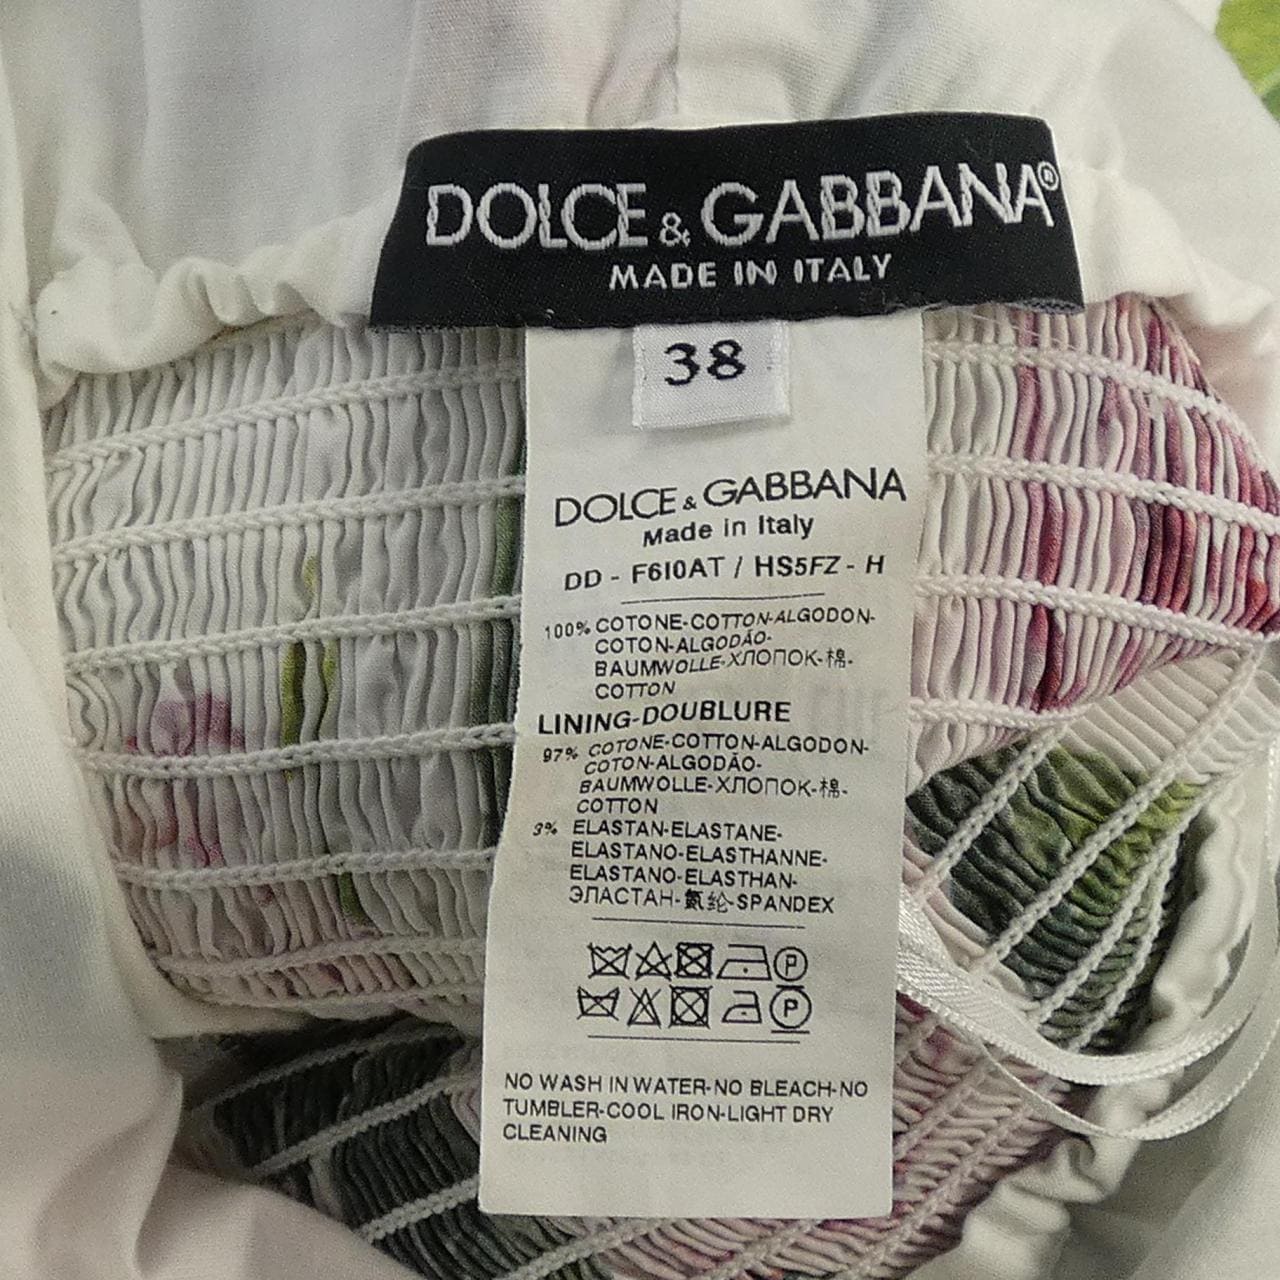 DOLCE & GABBANA®
MADE IN ITALY
38
DOLCE & GABBANA
Made in Italy
DD - F6I0AT / HS5FZ - H
100% COTONE-COTTON-ALGODON-
COTON-ALGODÃO-
BAUMWOLLE-ХЛОПОК-棉-
COTTON
LINING-DOUBLURE
97% COTONE-COTTON-ALGODON-
COTON-ALGODÃO-
BAUMWOLLE-ХЛОПОК-棉-
COTTON
3% ELASTAN-ELASTANE-
ELASTANO-ELASTHANNE-
ELASTANO-ELASTHAN-
ЭЛАСТАН-氨纶-SPANDEX
P
P
NO WASH IN WATER-NO BLEACH-NO
TUMBLER-COOL IRON-LIGHT DRY
CLEANING